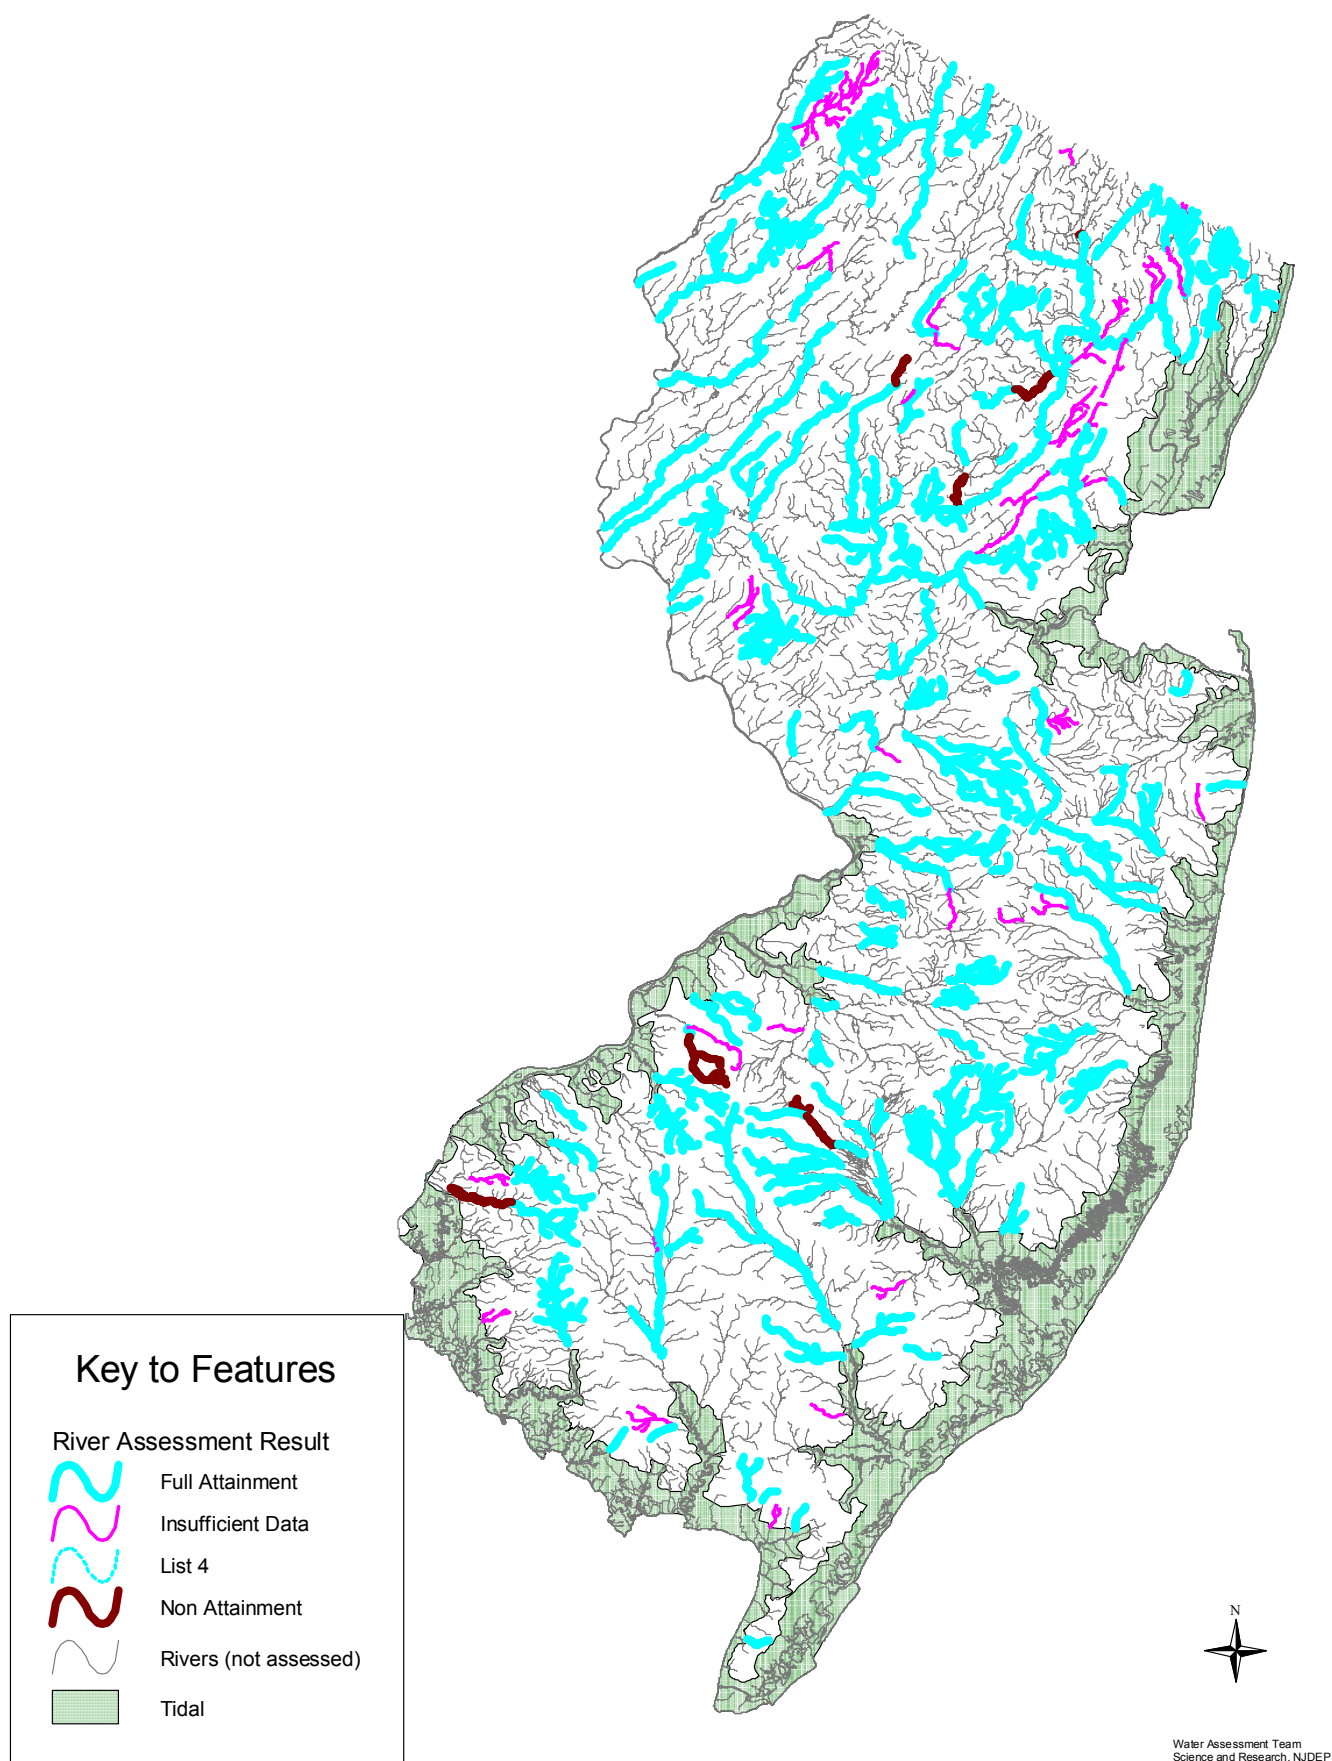 Key to Features
River Assessment Result
Full Attainment
Insufficient Data
List 4
Non Attainment
Rivers (not assessed)
Tidal
N
Water Assessment Team
Science and Research, NJDEP